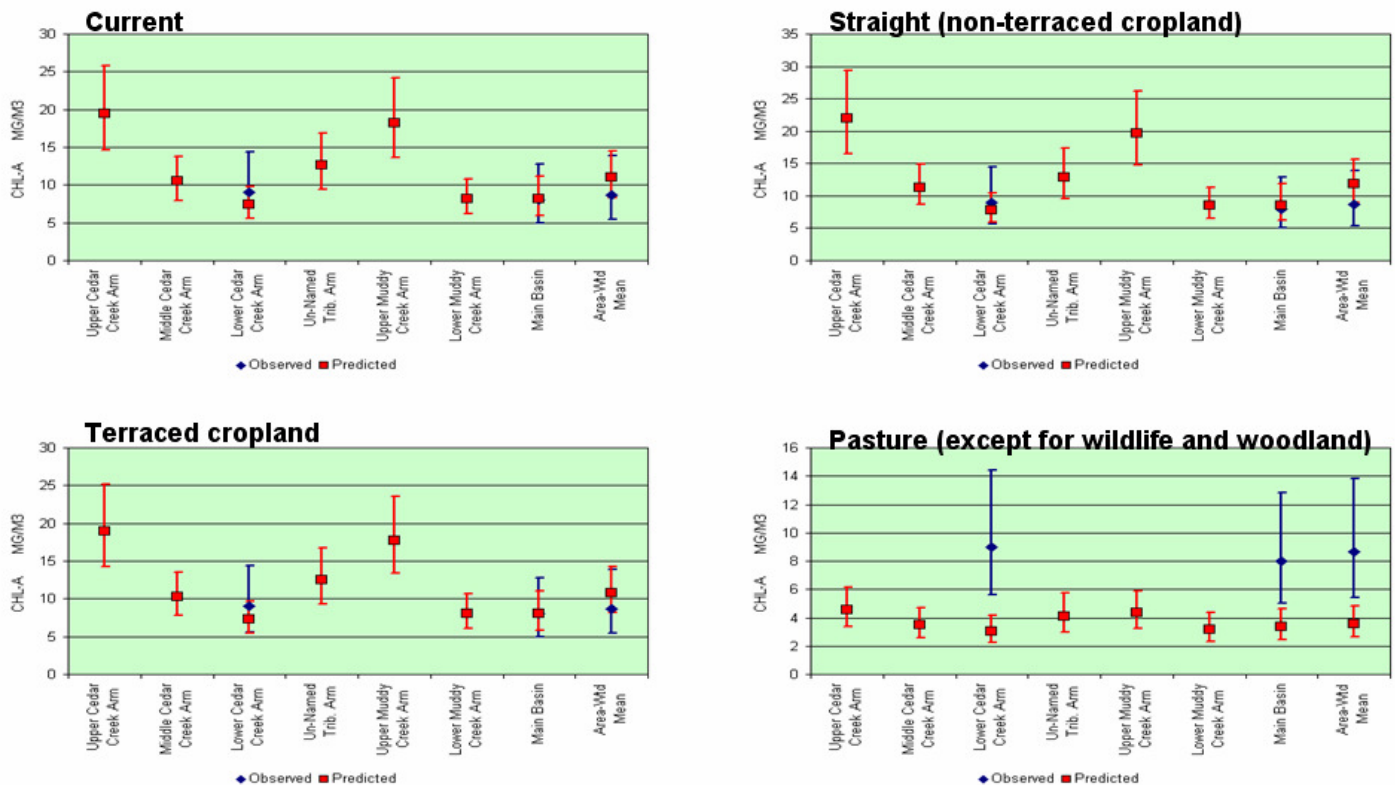 Current
30
25
20
15
10
5
0
CHL-A MG/M3
Upper Cedar
Creek Arm
Middle Cedar
Creek Arm
Lower Cedar
Creek Arm
Un-Named
Trib. Arm
Upper Muddy
Creek Arm
Lower Muddy
Creek Arm
Main Basin
Area-Wtd
Mean
Observed Predicted
Straight (non-terraced cropland)
35
30
25
20
15
10
5
0
CHL-A MG/M3
Upper Cedar
Creek Arm
Middle Cedar
Creek Arm
Lower Cedar
Creek Arm
Un-Named
Trib. Arm
Upper Muddy
Creek Arm
Lower Muddy
Creek Arm
Main Basin
Area-Wtd
Mean
Observed Predicted
Terraced cropland
30
25
20
15
10
5
0
CHL-A MG/M3
Upper Cedar
Creek Arm
Middle Cedar
Creek Arm
Lower Cedar
Creek Arm
Un-Named
Trib. Arm
Upper Muddy
Creek Arm
Lower Muddy
Creek Arm
Main Basin
Area-Wtd
Mean
Observed Predicted
Pasture (except for wildlife and woodland)
16
14
12
10
8
6
4
2
0
CHL-A MG/M3
Upper Cedar
Creek Arm
Middle Cedar
Creek Arm
Lower Cedar
Creek Arm
Un-Named
Trib. Arm
Upper Muddy
Creek Arm
Lower Muddy
Creek Arm
Main Basin
Area-Wtd
Mean
Observed Predicted